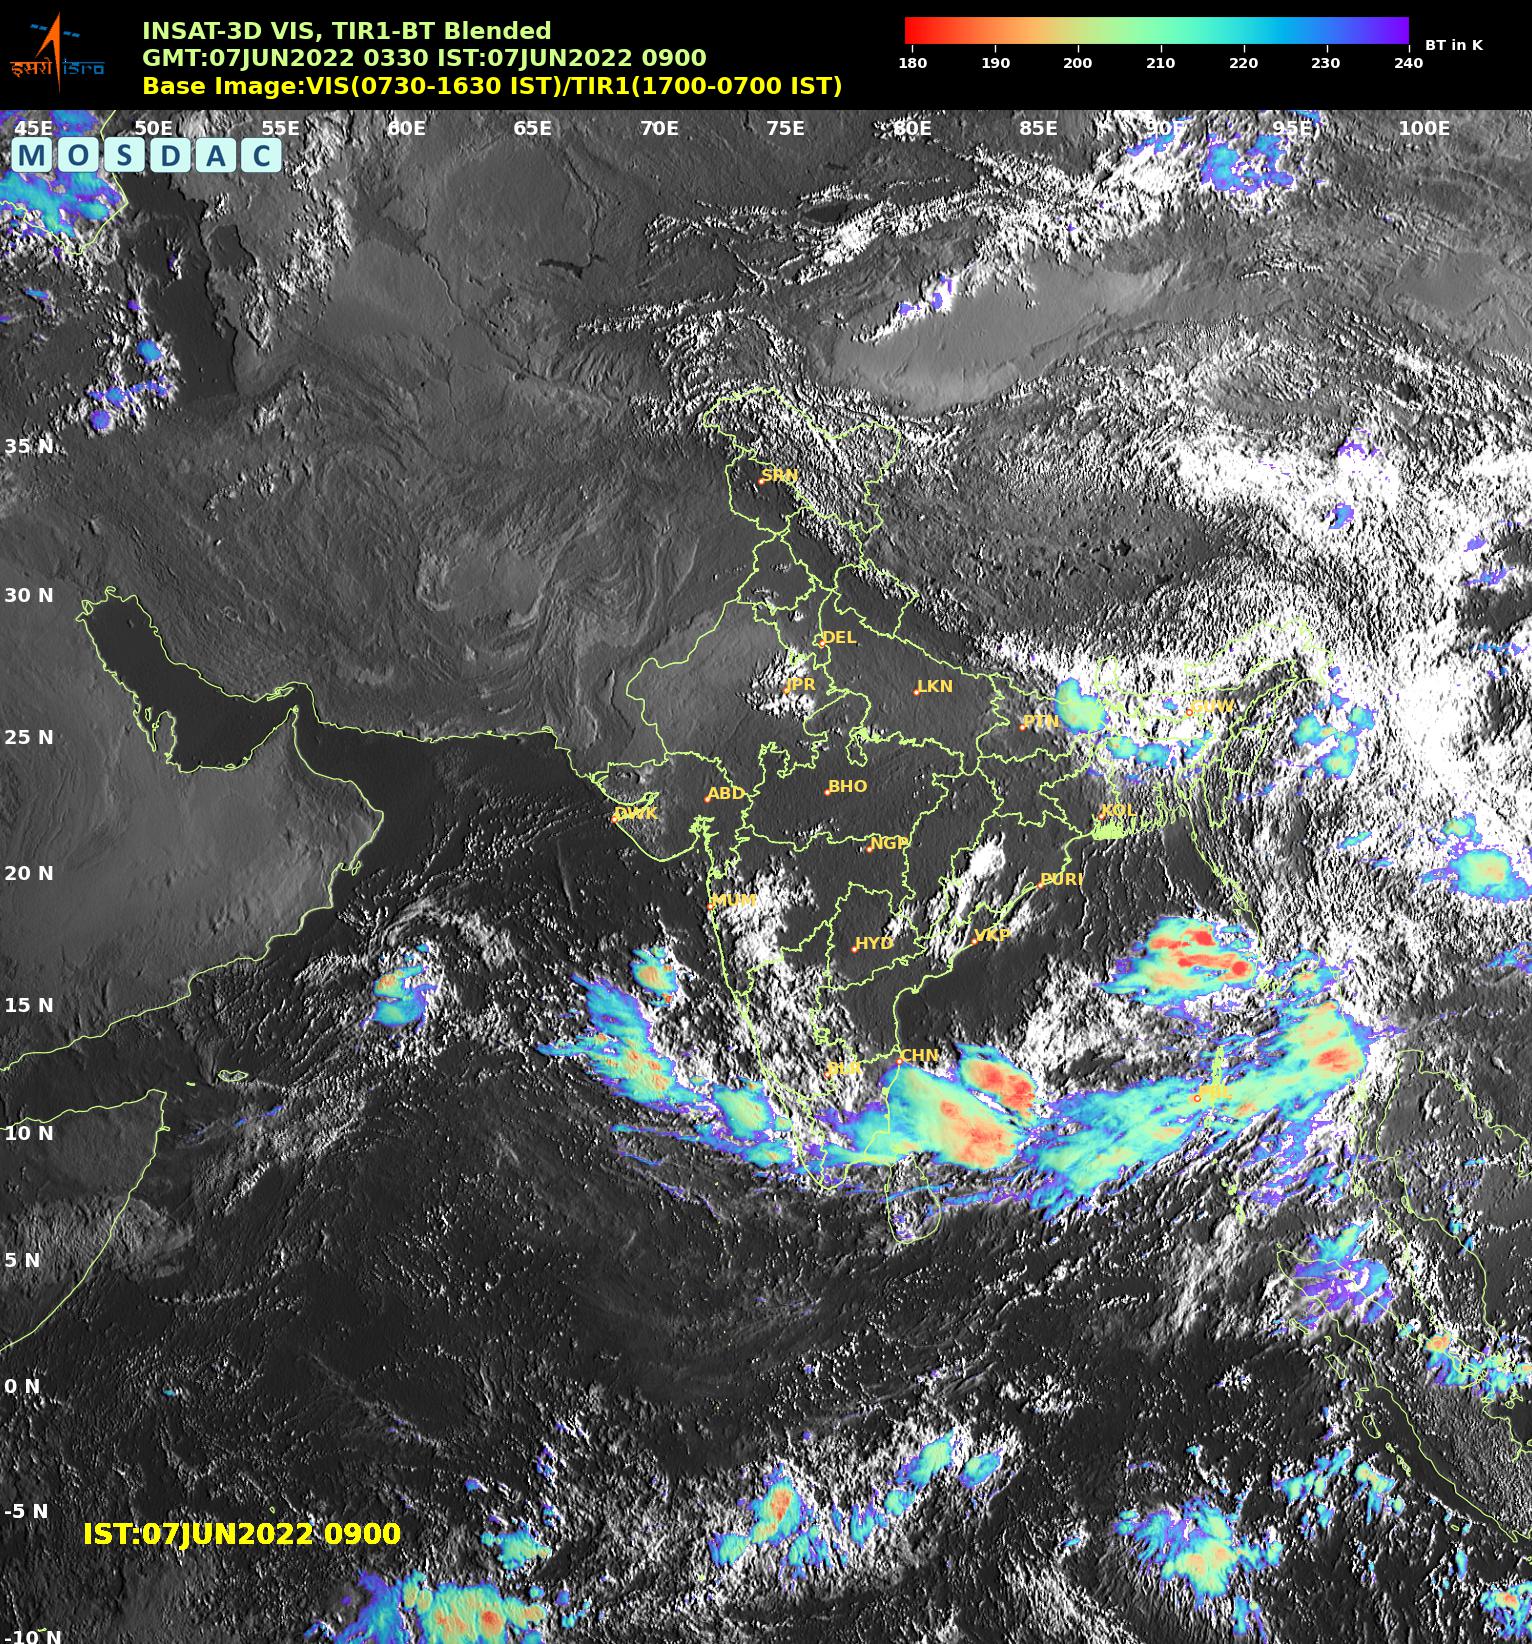 इसरो isro
INSAT-3D VIS, TIR1-BT Blended
GMT:07JUN2022 0330 IST:07JUN2022 0900
Base Image:VIS(0730-1630 IST)/TIR1(1700-0700 IST)
BT in K
180 190 200 210 220 230 240
45E 50E 55E 60E 65E 70E 75E 80E 85E 90E 95E 100E
MOSDAC
35 N
SRN
30 N
DEL
JPR
LKN
GUW
PTN
25 N
BHO
ABD
DWK
KOL
NGP
20 N
PURI
MUM
VKP
HYD
15 N
CHN
BLR
PBL
10 N
5 N
0 N
-5 N
IST:07JUN2022 0900
-10 N